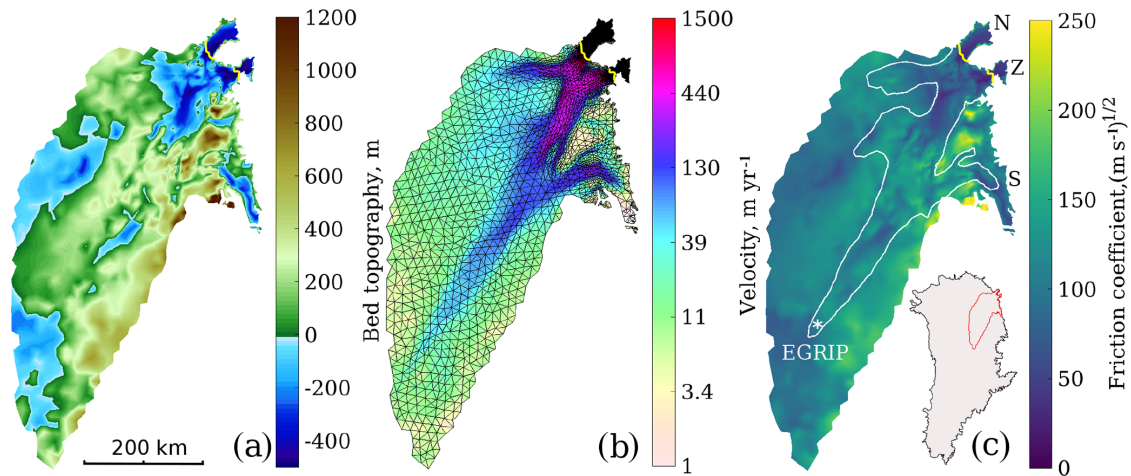 1200
1000
800
600
400
200
0
-200
-400
Bed topography, m
200 km
(a)
1500
440
130
39
11
3.4
1
Velocity, m yr⁻¹
(b)
N
Z
S
EGRIP
250
200
150
100
50
0
Friction coefficient,(m s⁻¹)¹/²
(c)